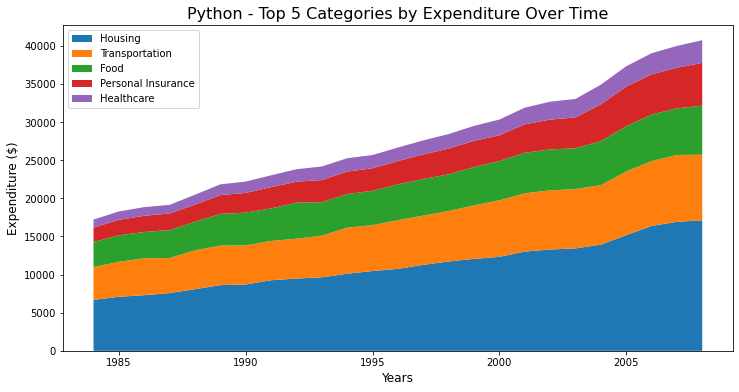 Python - Top 5 Categories by Expenditure Over Time
Housing
Transportation
Food
Personal Insurance
Healthcare
40000
35000
30000
25000
20000
15000
10000
5000
0
Expenditure ($)
1985
1990
1995
2000
2005
Years